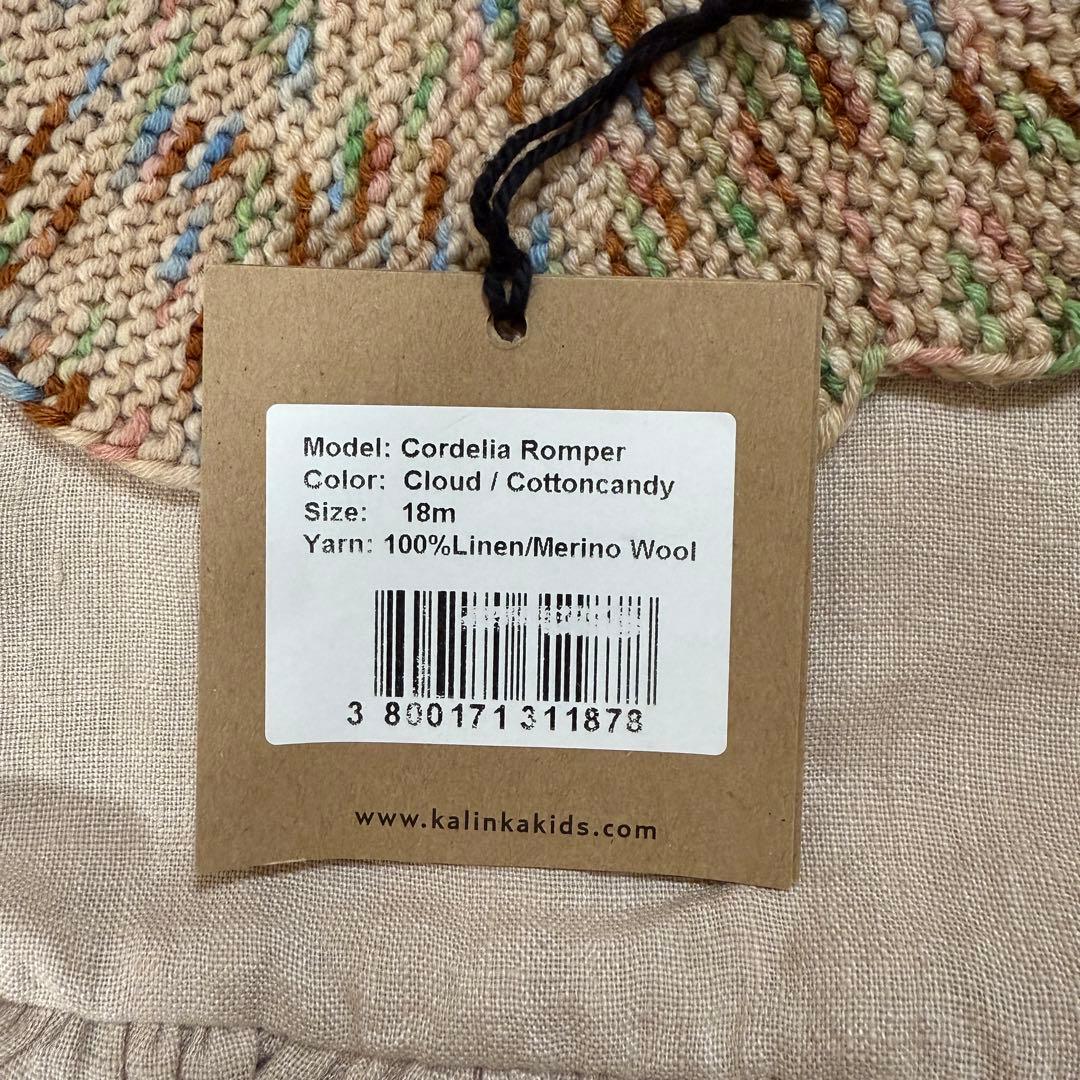 Model: Cordelia Romper
Color: Cloud / Cottoncandy
Size: 18m
Yarn: 100%Linen/Merino Wool
3 800171 311878
www.kalinkakids.com